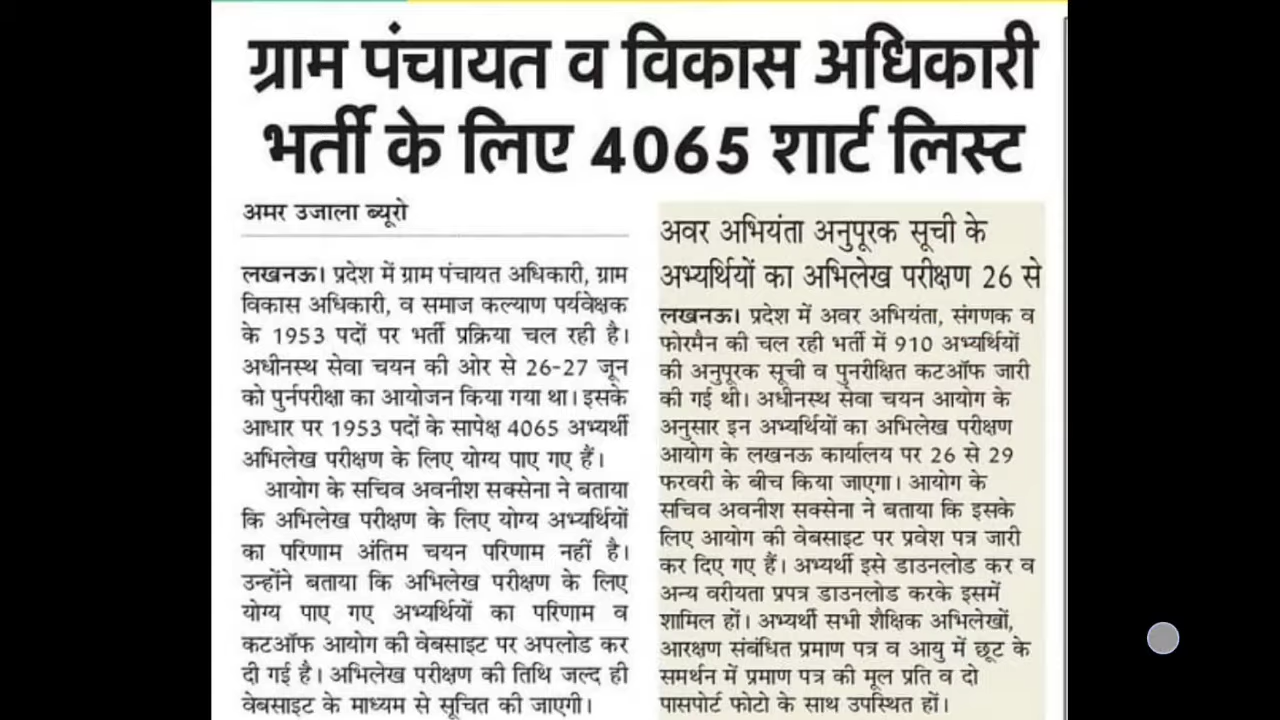 ग्राम पंचायत व विकास अधिकारी
भर्ती के लिए 4065 शार्ट लिस्ट
अमर उजाला ब्यूरो
लखनऊ। प्रदेश में ग्राम पंचायत अधिकारी, ग्राम
विकास अधिकारी, व समाज कल्याण पर्यवेक्षक
के 1953 पदों पर भर्ती प्रक्रिया चल रही है।
अधीनस्थ सेवा चयन की ओर से 26-27 जून
को पुर्नपरीक्षा का आयोजन किया गया था। इसके
आधार पर 1953 पदों के सापेक्ष 4065 अभ्यर्थी
अभिलेख परीक्षण के लिए योग्य पाए गए हैं।
आयोग के सचिव अवनीश सक्सेना ने बताया
कि अभिलेख परीक्षण के लिए योग्य अभ्यर्थियों
का परिणाम अंतिम चयन परिणाम नहीं है।
उन्होंने बताया कि अभिलेख परीक्षण के लिए
योग्य पाए गए अभ्यर्थियों का परिणाम व
कटऑफ आयोग की वेबसाइट पर अपलोड कर
दी गई है। अभिलेख परीक्षण की तिथि जल्द ही
वेबसाइट के माध्यम से सूचित की जाएगी।
अवर अभियंता अनुपूरक सूची के
अभ्यर्थियों का अभिलेख परीक्षण 26 से
लखनऊ। प्रदेश में अवर अभियंता, संगणक व
फोरमैन की चल रही भर्ती में 910 अभ्यर्थियों
की अनुपूरक सूची व पुनरीक्षित कटऑफ जारी
की गई थी। अधीनस्थ सेवा चयन आयोग के
अनुसार इन अभ्यर्थियों का अभिलेख परीक्षण
आयोग के लखनऊ कार्यालय पर 26 से 29
फरवरी के बीच किया जाएगा। आयोग के
सचिव अवनीश सक्सेना ने बताया कि इसके
लिए आयोग की वेबसाइट पर प्रवेश पत्र जारी
कर दिए गए हैं। अभ्यर्थी इसे डाउनलोड कर व
अन्य वरीयता प्रपत्र डाउनलोड करके इसमें
शामिल हों। अभ्यर्थी सभी शैक्षिक अभिलेखों,
आरक्षण संबंधित प्रमाण पत्र व आयु में छूट के
समर्थन में प्रमाण पत्र की मूल प्रति व दो
पासपोर्ट फोटो के साथ उपस्थित हों।